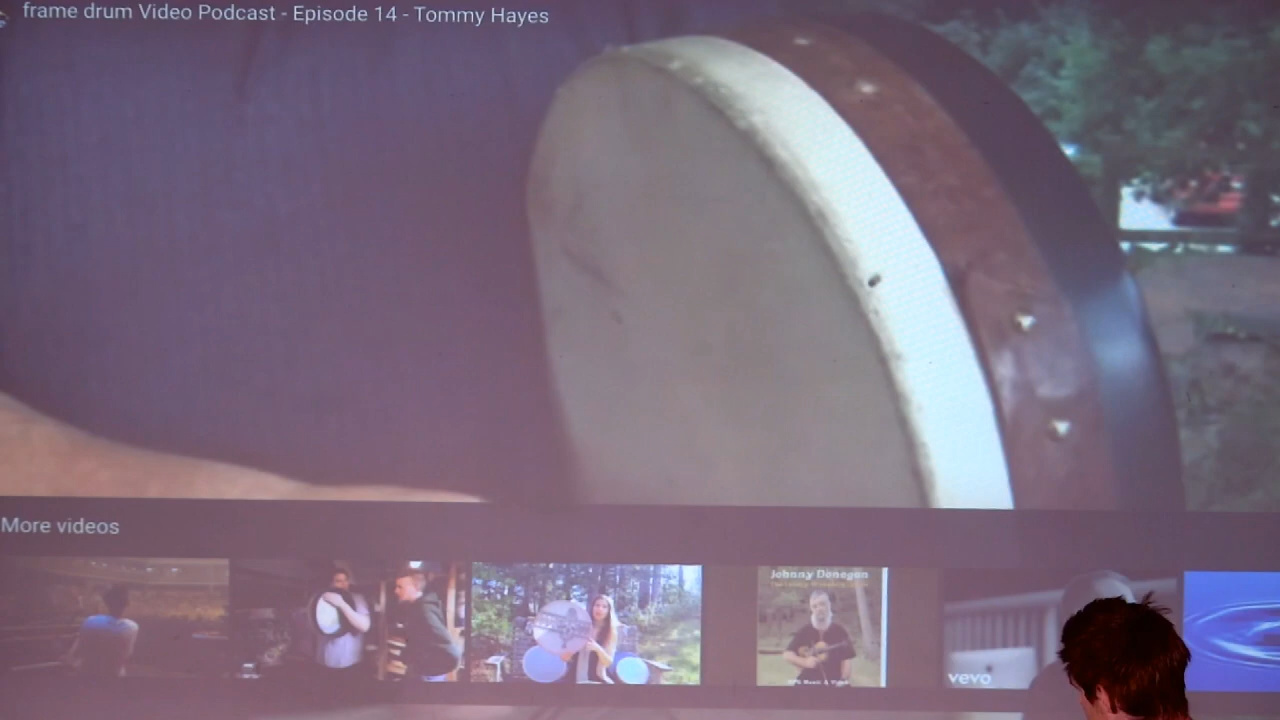 frame drum Video Podcast - Episode 14 - Tommy Hayes
More videos
Johnny Donegan
vevo